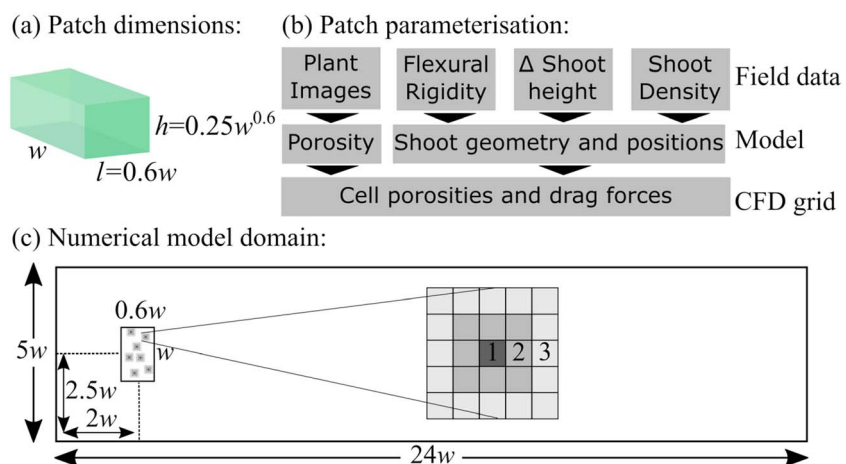 (a) Patch dimensions:
w
l=0.6w
h=0.25w^0.6
(b) Patch parameterisation:
Plant Images
Flexural Rigidity
Δ Shoot height
Shoot Density
Field data
Porosity
Shoot geometry and positions
Model
Cell porosities and drag forces
CFD grid
(c) Numerical model domain:
0.6w
w
5w
2.5w
2w
1 2 3
24w